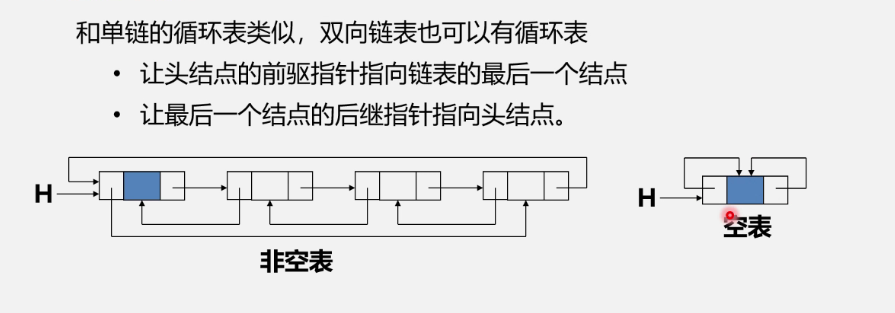 和单链的循环表类似，双向链表也可以有循环表
• 让头结点的前驱指针指向链表的最后一个结点
• 让最后一个结点的后继指针指向头结点。
H
非空表
H
空表